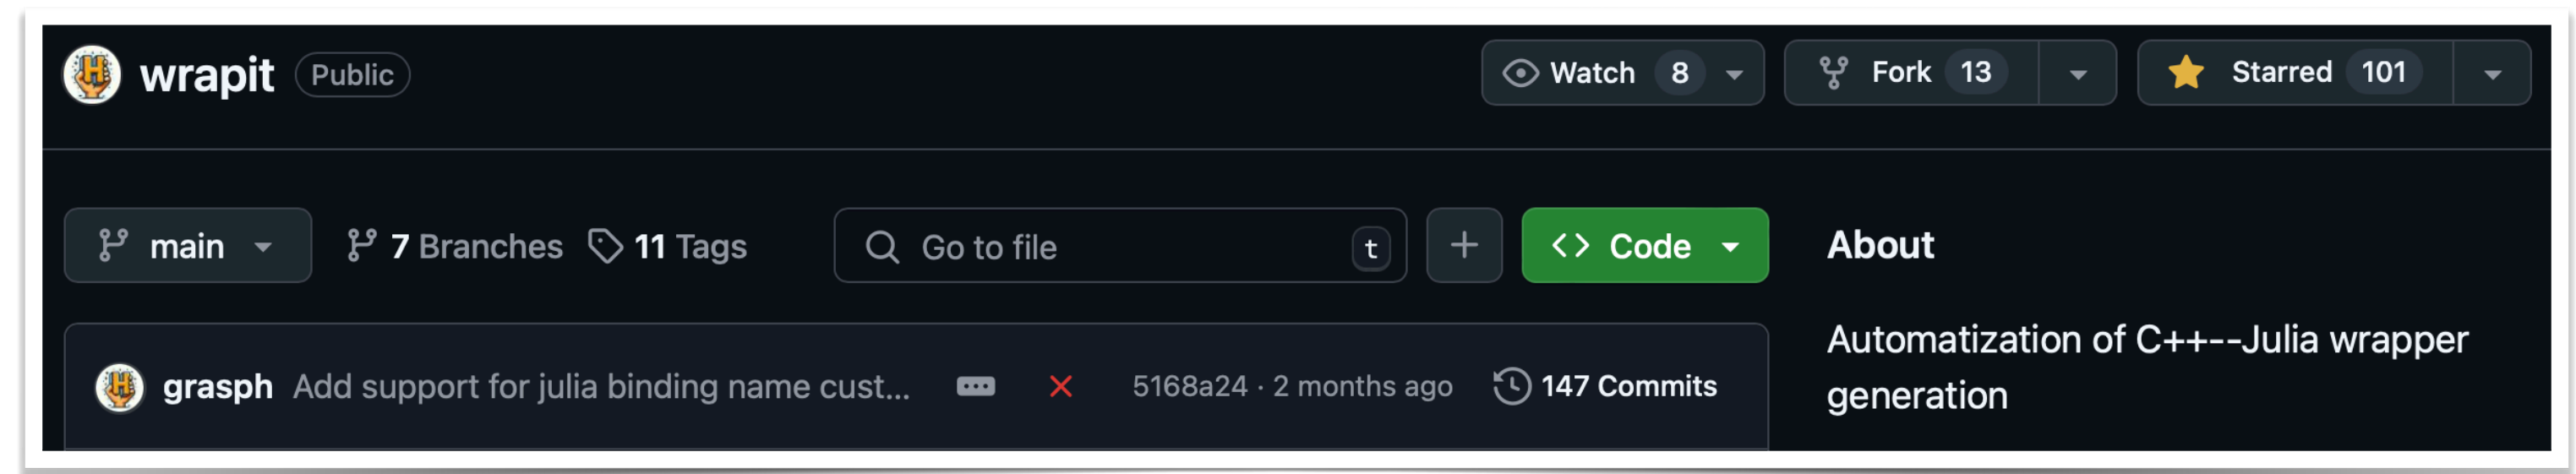 wrapit Public Watch 8 Fork 13 Starred 101
main 7 Branches 11 Tags Go to file t Code
About
Automatization of C++--Julia wrapper
generation
grasph Add support for julia binding name cust... 5168a24 · 2 months ago 147 Commits